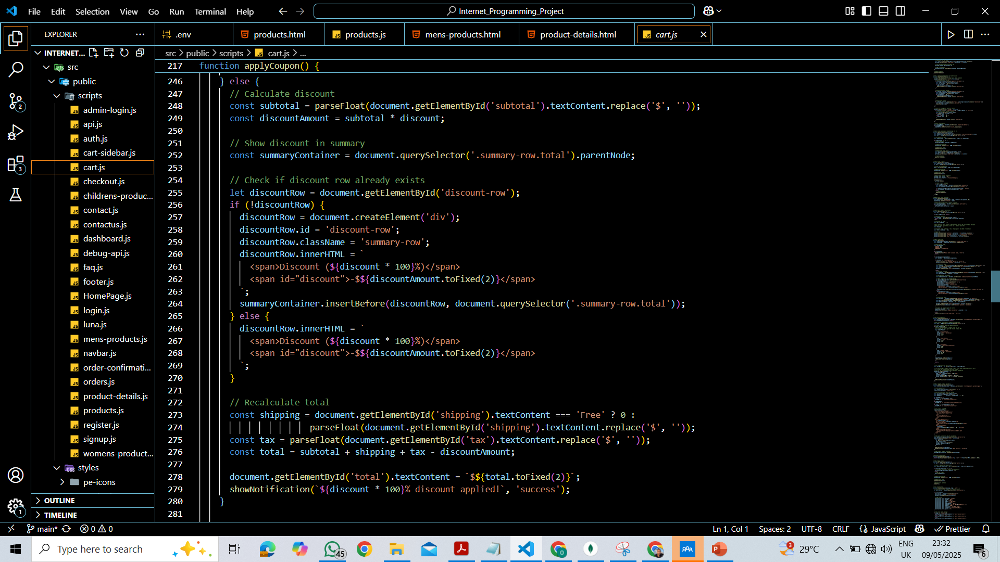 File Edit Selection View Go Run Terminal Help
Internet_Programming_Project
EXPLORER
.env
products.html
products.js
mens-products.html
product-details.html
cart.js
INTERNET...
src > public > scripts > cart.js > ...
src
public
scripts
admin-login.js
api.js
auth.js
cart-sidebar.js
cart.js
checkout.js
childrens-produc...
contact.js
contactus.js
dashboard.js
debug-api.js
faq.js
footer.js
HomePage.js
login.js
luna.js
mens-products.js
navbar.js
order-confirmati...
orders.js
product-details.js
products.js
register.js
signup.js
womens-product...
styles
pe-icons
OUTLINE
TIMELINE
2
3
1
217 function applyCoupon() {
246 } else {
247 // Calculate discount
248 const subtotal = parseFloat(document.getElementById('subtotal').textContent.replace('$', ''));
249 const discountAmount = subtotal * discount;
250
251 // Show discount in summary
252 const summaryContainer = document.querySelector('.summary-row.total').parentNode;
253
254 // Check if discount row already exists
255 let discountRow = document.getElementById('discount-row');
256 if (!discountRow) {
257 discountRow = document.createElement('div');
258 discountRow.id = 'discount-row';
259 discountRow.className = 'summary-row';
260 discountRow.innerHTML = `
261 <span>Discount (${discount * 100}%)</span>
262 <span id="discount">-$${discountAmount.toFixed(2)}</span>
263 `;
264 summaryContainer.insertBefore(discountRow, document.querySelector('.summary-row.total'));
265 } else {
266 discountRow.innerHTML = `
267 <span>Discount (${discount * 100}%)</span>
268 <span id="discount">-$${discountAmount.toFixed(2)}</span>
269 `;
270 }
271
272 // Recalculate total
273 const shipping = document.getElementById('shipping').textContent === 'Free' ? 0 :
274 parseFloat(document.getElementById('shipping').textContent.replace('$', ''));
275 const tax = parseFloat(document.getElementById('tax').textContent.replace('$', ''));
276 const total = subtotal + shipping + tax - discountAmount;
277
278 document.getElementById('total').textContent = `$${total.toFixed(2)}`;
279 showNotification(`${discount * 100}% discount applied!`, 'success');
280 }
281
main* 0 0
Ln 1, Col 1 Spaces: 2 UTF-8 CRLF JavaScript Prettier
Type here to search
45
3
29°C
ENG
UK
23:32
09/05/2025
6